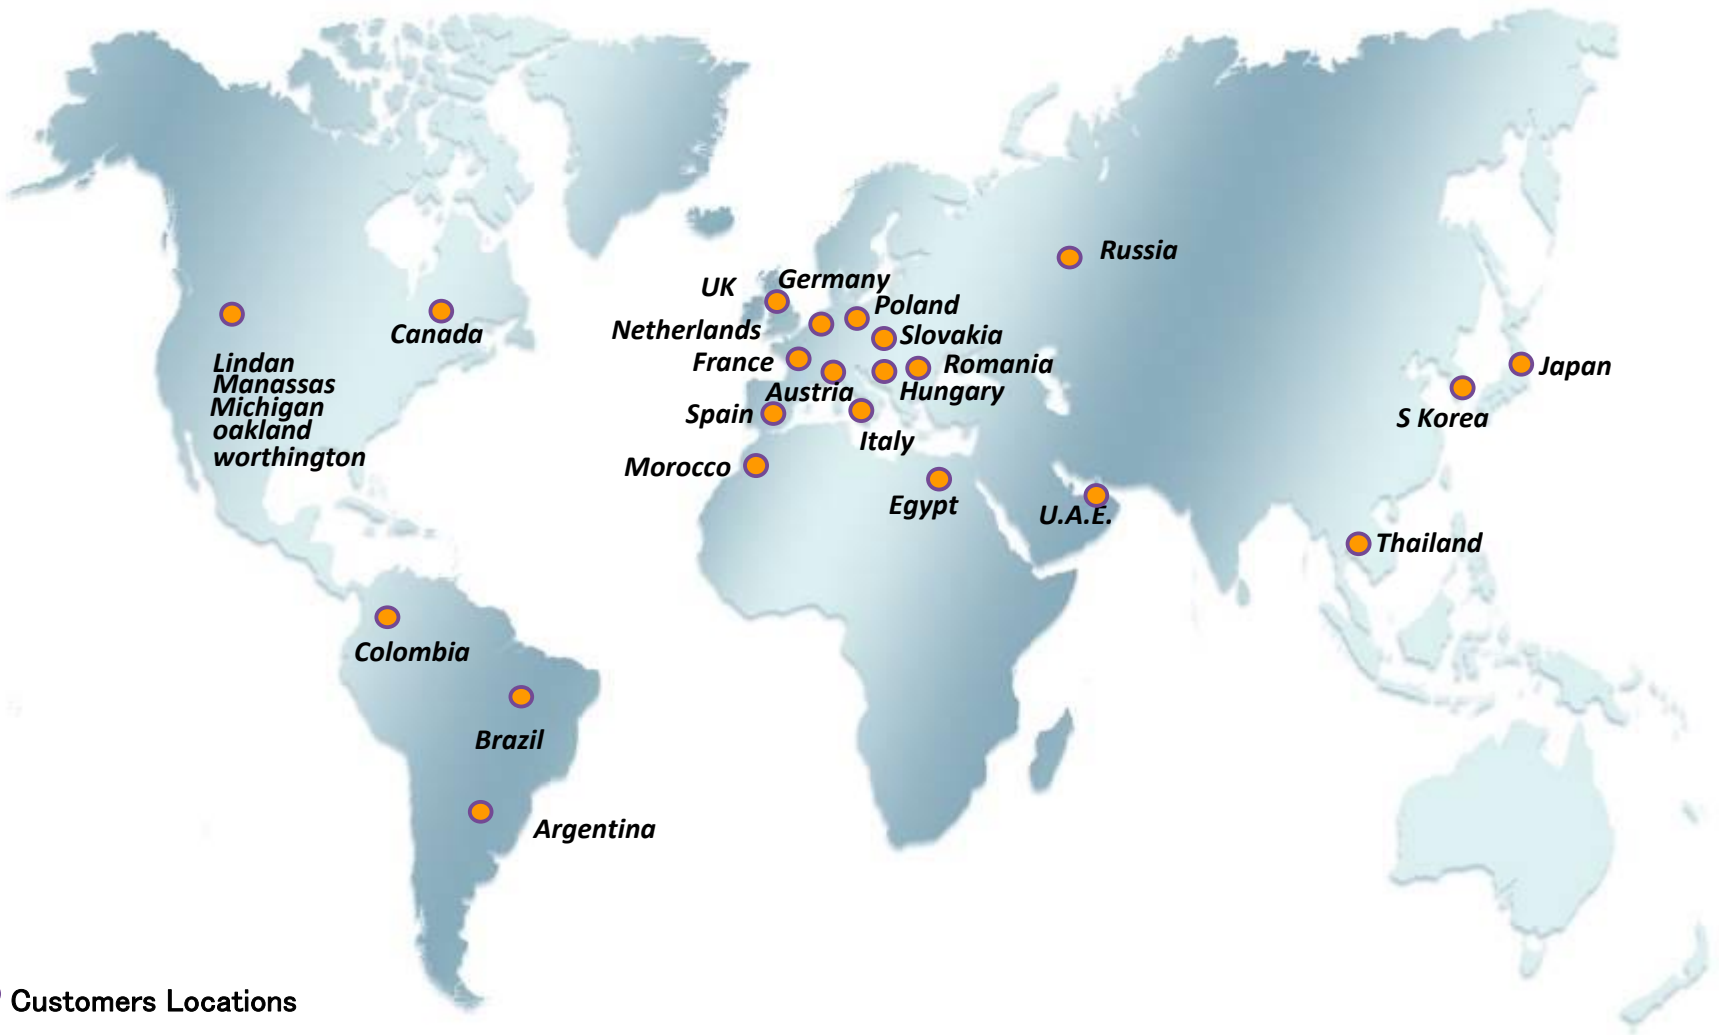 Russia
UK
Germany
Poland
Netherlands
Slovakia
Canada
France
Romania
Japan
Lindan
Manassas
Michigan
oakland
worthington
Austria
Hungary
Spain
S Korea
Italy
Morocco
Egypt
U.A.E.
Thailand
Colombia
Brazil
Argentina
Customers Locations